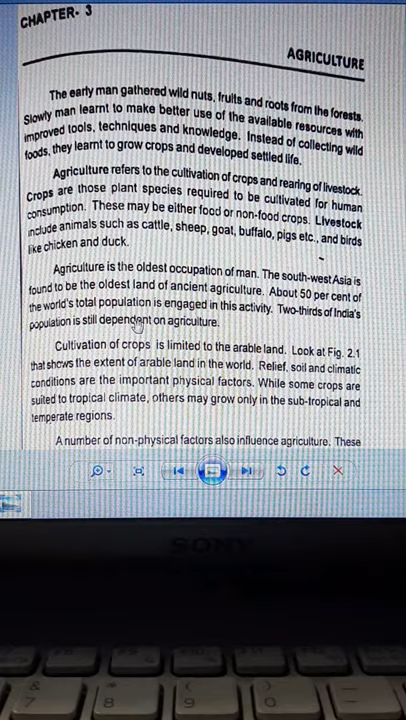 CHAPTER- 3
AGRICULTURE
The early man gathered wild nuts, fruits and roots from the forests.
Slowly man learnt to make better use of the available resources with
improved tools, techniques and knowledge. Instead of collecting wild
foods, they learnt to grow crops and developed settled life.
Agriculture refers to the cultivation of crops and rearing of livestock.
Crops are those plant species required to be cultivated for human
consumption. These may be either food or non-food crops. Livestock
include animals such as cattle, sheep, goat, buffalo, pigs etc., and birds
like chicken and duck.
Agriculture is the oldest occupation of man. The south-west Asia is
found to be the oldest land of ancient agriculture. About 50 per cent of
the world's total population is engaged in this activity. Two-thirds of India's
population is still dependent on agriculture.
Cultivation of crops is limited to the arable land. Look at Fig. 2.1
that shows the extent of arable land in the world. Relief, soil and climatic
conditions are the important physical factors. While some crops are
suited to tropical climate, others may grow only in the sub-tropical and
temperate regions.
A number of non-physical factors also influence agriculture. These
SONY
& ( )
7 8 9 0